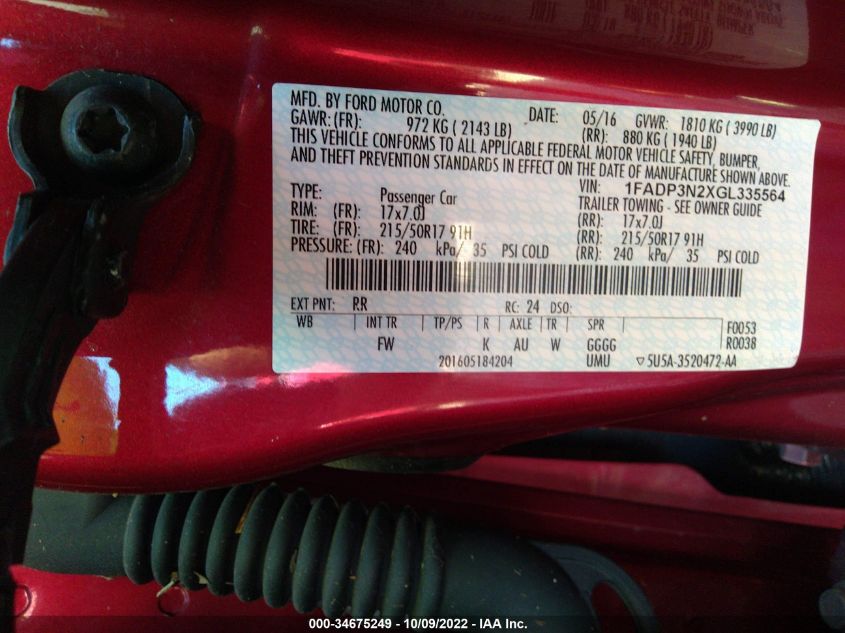 MFD. BY FORD MOTOR CO. DATE: 05/16 GVWR: 1810 KG ( 3990 LB)
GAWR: (FR): 972 KG ( 2143 LB) (RR): 880 KG ( 1940 LB)
THIS VEHICLE CONFORMS TO ALL APPLICABLE FEDERAL MOTOR VEHICLE SAFETY, BUMPER,
AND THEFT PREVENTION STANDARDS IN EFFECT ON THE DATE OF MANUFACTURE SHOWN ABOVE.
VIN: 1FADP3N2XGL335564
TYPE: Passenger Car TRAILER TOWING - SEE OWNER GUIDE
RIM: (FR): 17x7.0J (RR): 17x7.0J
TIRE: (FR): 215/50R17 91H (RR): 215/50R17 91H
PRESSURE: (FR): 240 kPa/ 35 PSI COLD (RR): 240 kPa/ 35 PSI COLD
EXT PNT: RR RC: 24 DSO:
WB INT TR TP/PS R AXLE TR SPR F0053
FW K AU W GGGG R0038
201605184204 UMU ▽5U5A-3520472-AA
000-34675249 - 10/09/2022 - IAA Inc.